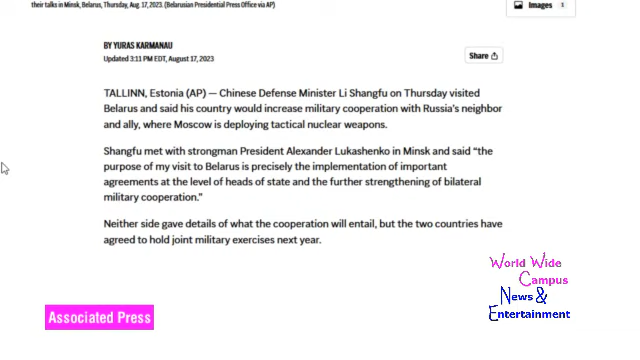 their talks in Minsk, Belarus, Thursday, Aug. 17, 2023. (Belarusian Presidential Press Office via AP)
Images 1
BY YURAS KARMANAU
Updated 3:11 PM EDT, August 17, 2023
Share
TALLINN, Estonia (AP) — Chinese Defense Minister Li Shangfu on Thursday visited
Belarus and said his country would increase military cooperation with Russia's neighbor
and ally, where Moscow is deploying tactical nuclear weapons.
Shangfu met with strongman President Alexander Lukashenko in Minsk and said “the
purpose of my visit to Belarus is precisely the implementation of important
agreements at the level of heads of state and the further strengthening of bilateral
military cooperation.”
Neither side gave details of what the cooperation will entail, but the two countries have
agreed to hold joint military exercises next year.
World Wide
Campus
News &
Entertainment
Associated Press